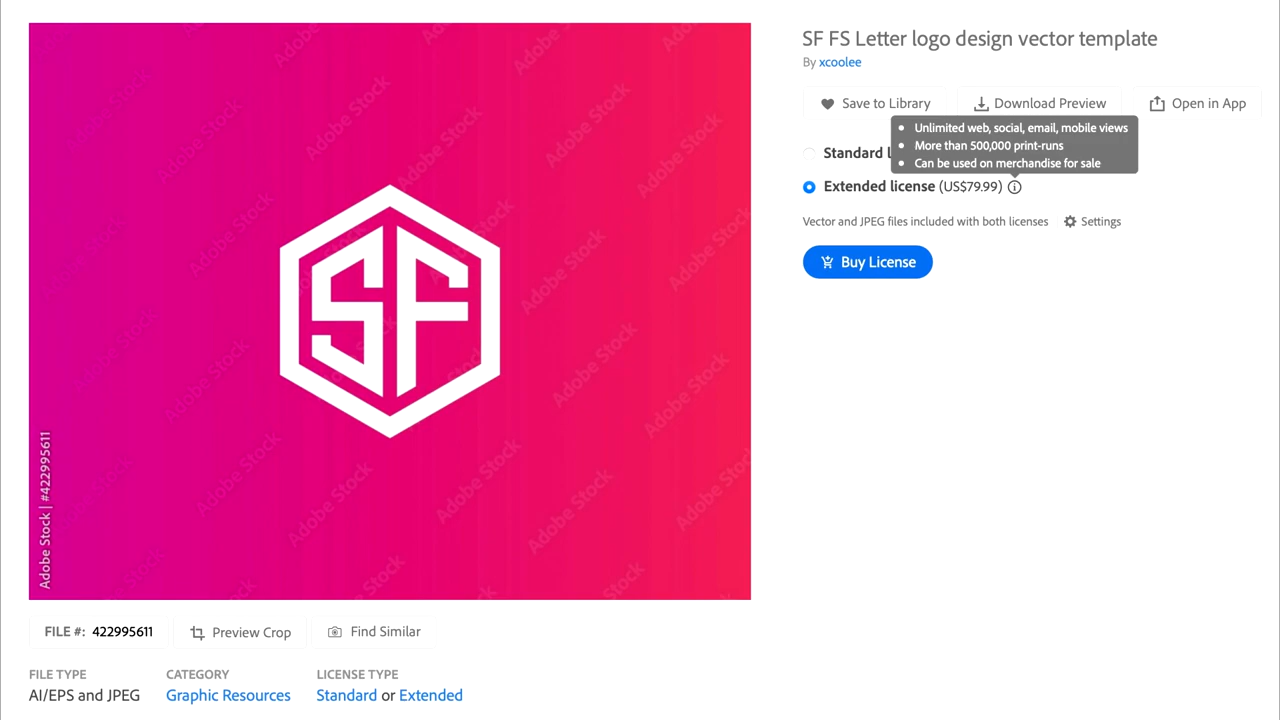 SF FS Letter logo design vector template
By xcoolee
Save to Library
Download Preview
Open in App
Unlimited web, social, email, mobile views
More than 500,000 print-runs
Can be used on merchandise for sale
Standard
Extended license (US$79.99)
Vector and JPEG files included with both licenses
Settings
Buy License
SF
Adobe Stock
Adobe Stock | #422995611
FILE #: 422995611
Preview Crop
Find Similar
FILE TYPE
AI/EPS and JPEG
CATEGORY
Graphic Resources
LICENSE TYPE
Standard or Extended